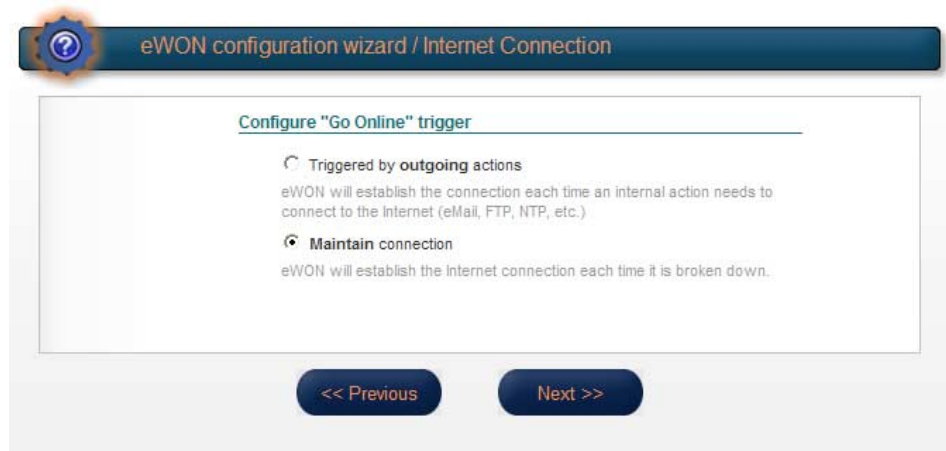 eWON configuration wizard / Internet Connection
Configure "Go Online" trigger
Triggered by outgoing actions
eWON will establish the connection each time an internal action needs to
connect to the Internet (eMail, FTP, NTP, etc.)
Maintain connection
eWON will establish the Internet connection each time it is broken down.
<< Previous
Next >>